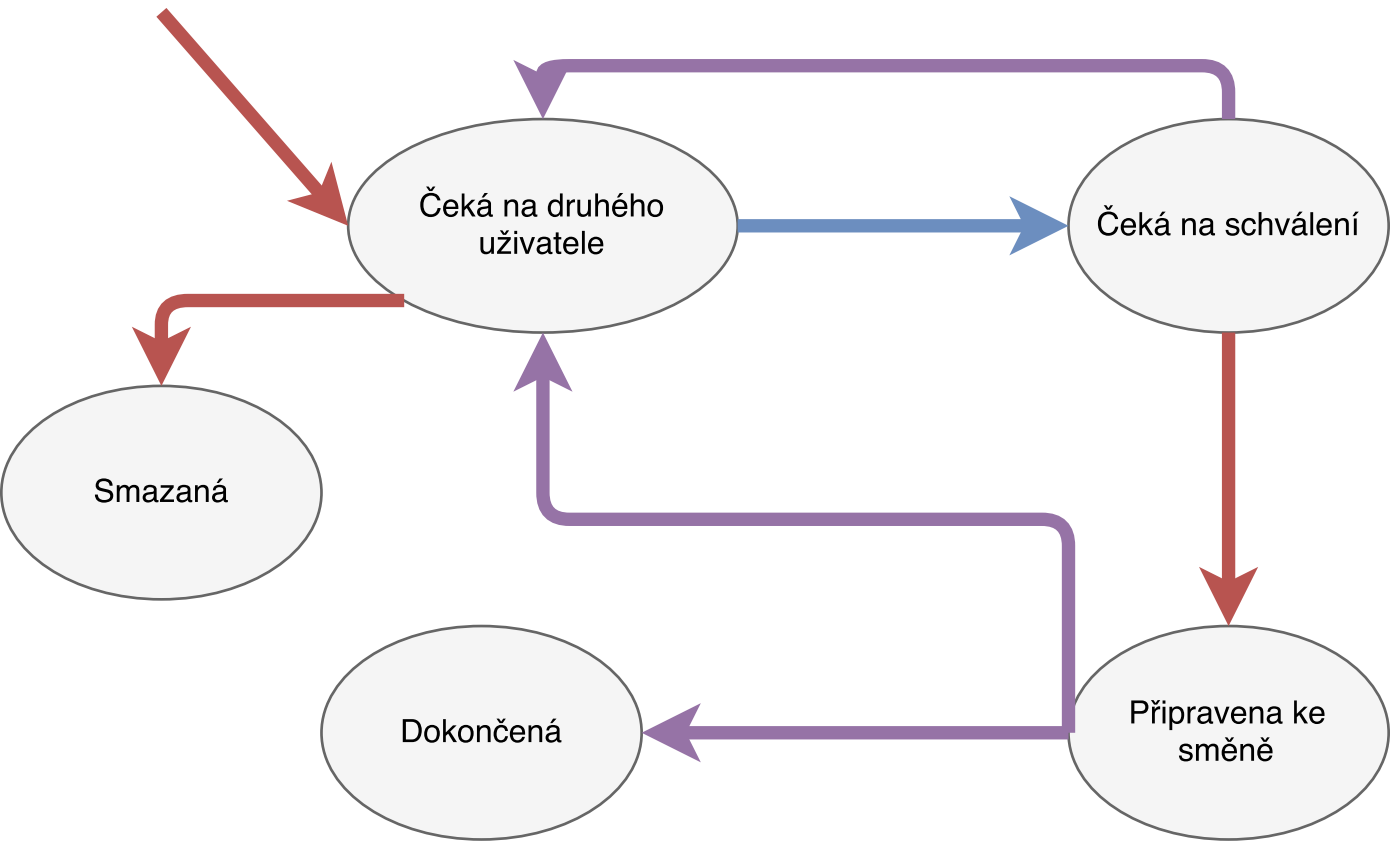 Čeká na druhého
uživatele
Čeká na schválení
Smazaná
Dokončená
Připravena ke
směně